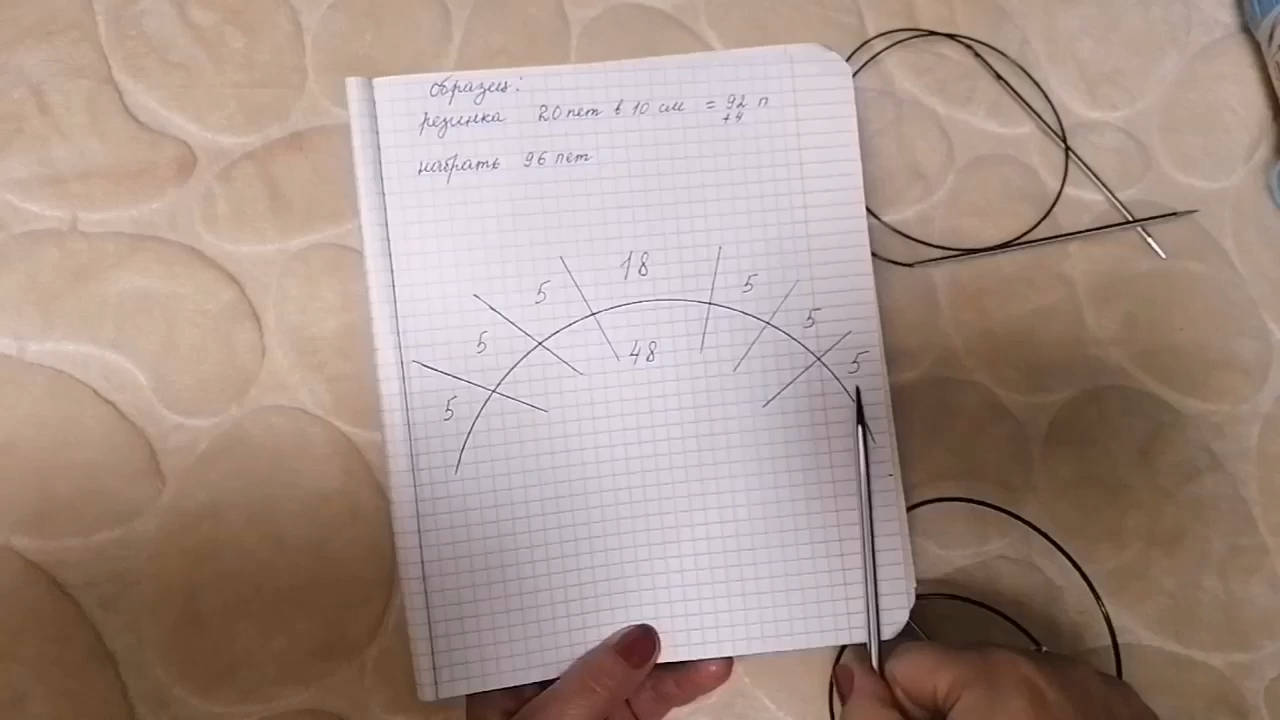 образец:
резинка 20 пет в 10 см = 92 п
+4
набрать 96 пет
18
5 5
5 5
48
5 5